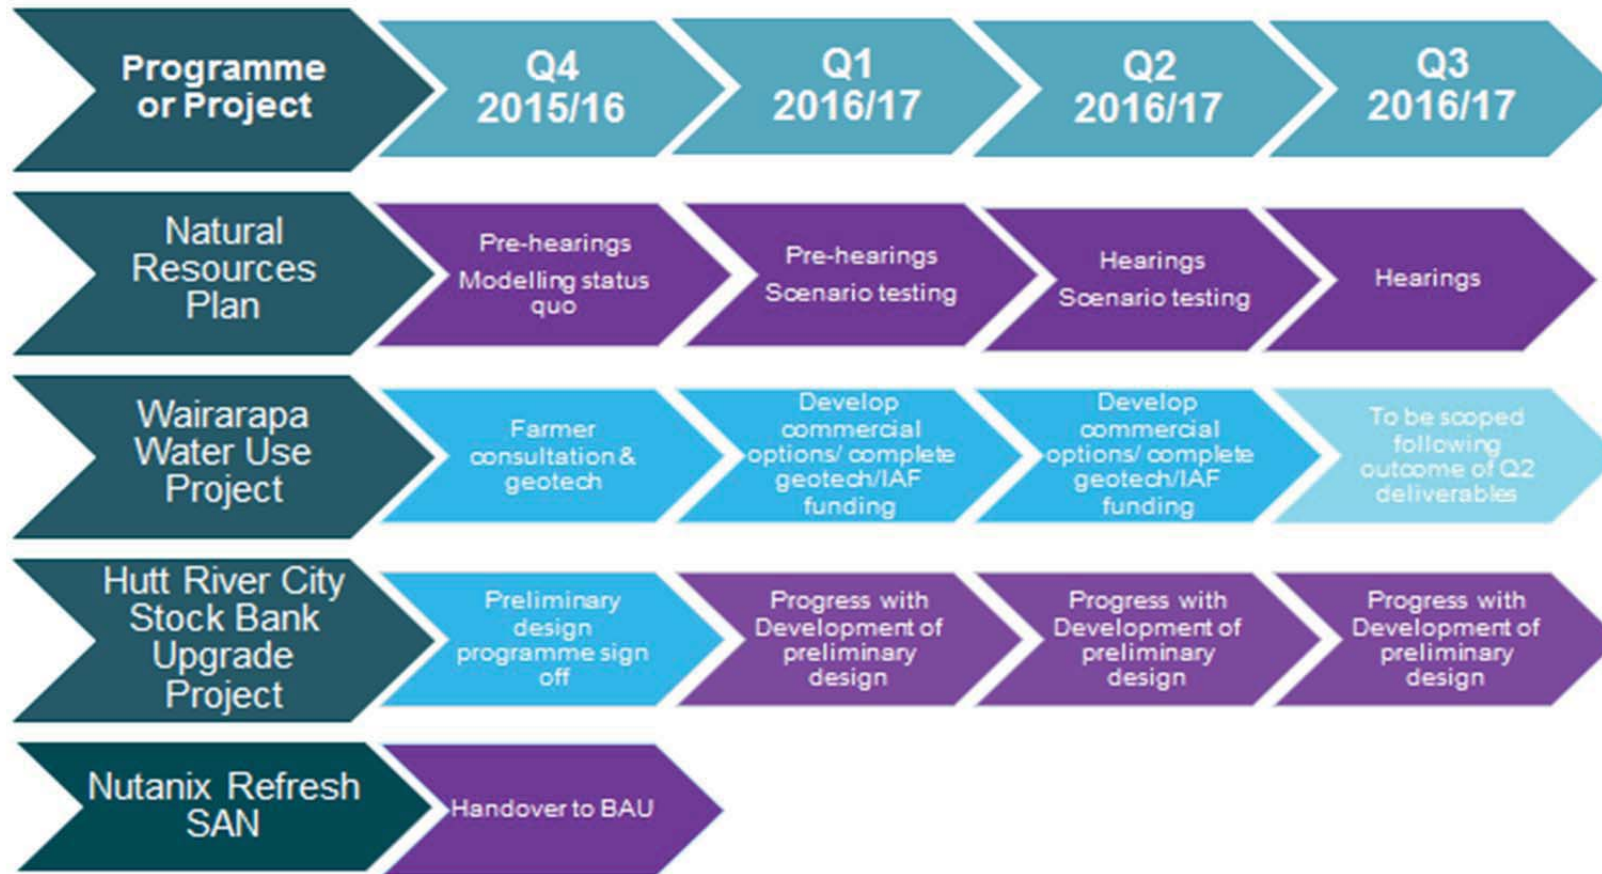 Programme
or Project
Q4
2015/16
Q1
2016/17
Q2
2016/17
Q3
2016/17
Natural
Resources
Plan
Pre-hearings
Modelling status
quo
Pre-hearings
Scenario testing
Hearings
Scenario testing
Hearings
Wairarapa
Water Use
Project
Farmer
consultation &
geotech
Develop
commercial
options/ complete
geotech/IAF
funding
Develop
commercial
options/ complete
geotech/IAF
funding
To be scoped
following
outcome of Q2
deliverables
Hutt River City
Stock Bank
Upgrade
Project
Preliminary
design
programme sign
off
Progress with
Development of
preliminary
design
Progress with
Development of
preliminary
design
Progress with
Development of
preliminary
design
Nutanix Refresh
SAN
Handover to BAU